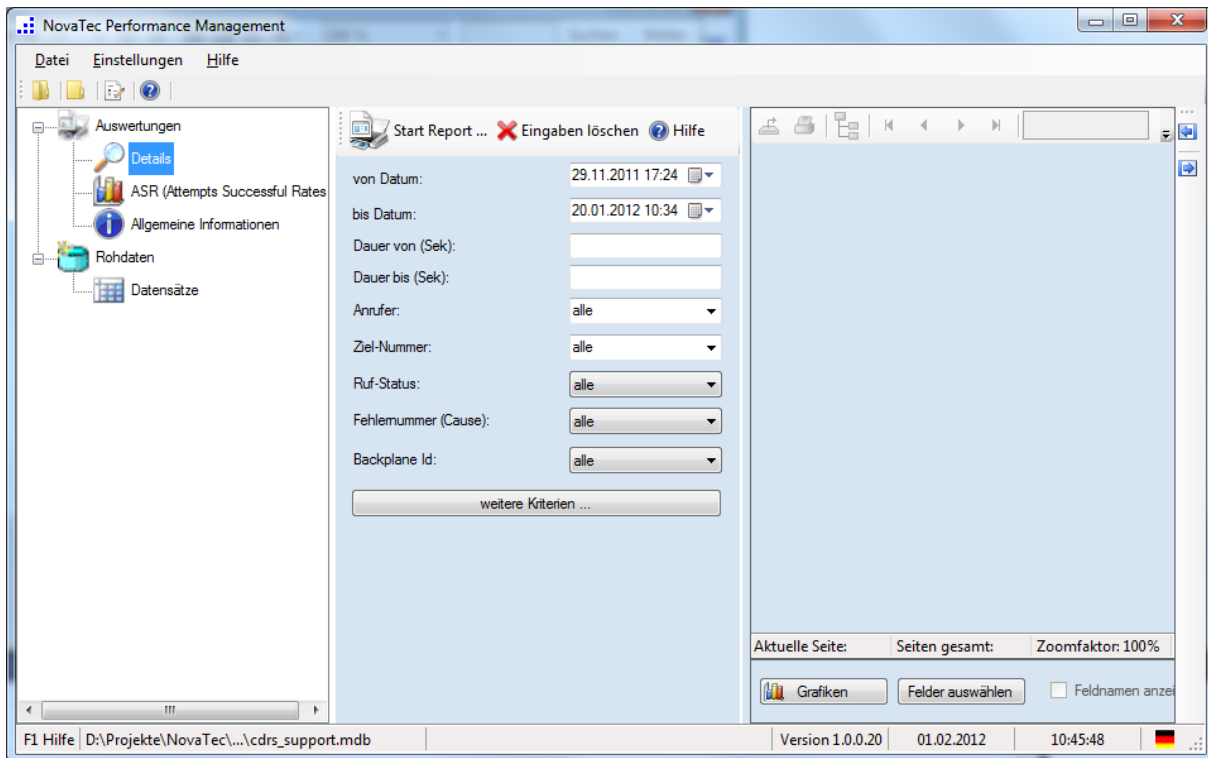 NovaTec Performance Management
Datei Einstellungen Hilfe
Auswertungen
Details
ASR (Attempts Successful Rates
Allgemeine Informationen
Rohdaten
Datensätze
Start Report ... Eingaben löschen Hilfe
von Datum: 29.11.2011 17:24
bis Datum: 20.01.2012 10:34
Dauer von (Sek):
Dauer bis (Sek):
Anrufer: alle
Ziel-Nummer: alle
Ruf-Status: alle
Fehlernummer (Cause): alle
Backplane Id: alle
weitere Kriterien ...
Aktuelle Seite: Seiten gesamt: Zoomfaktor: 100%
Grafiken Felder auswählen Feldnamen anzei
F1 Hilfe D:\Projekte\NovaTec\...\cdrs_support.mdb Version 1.0.0.20 01.02.2012 10:45:48